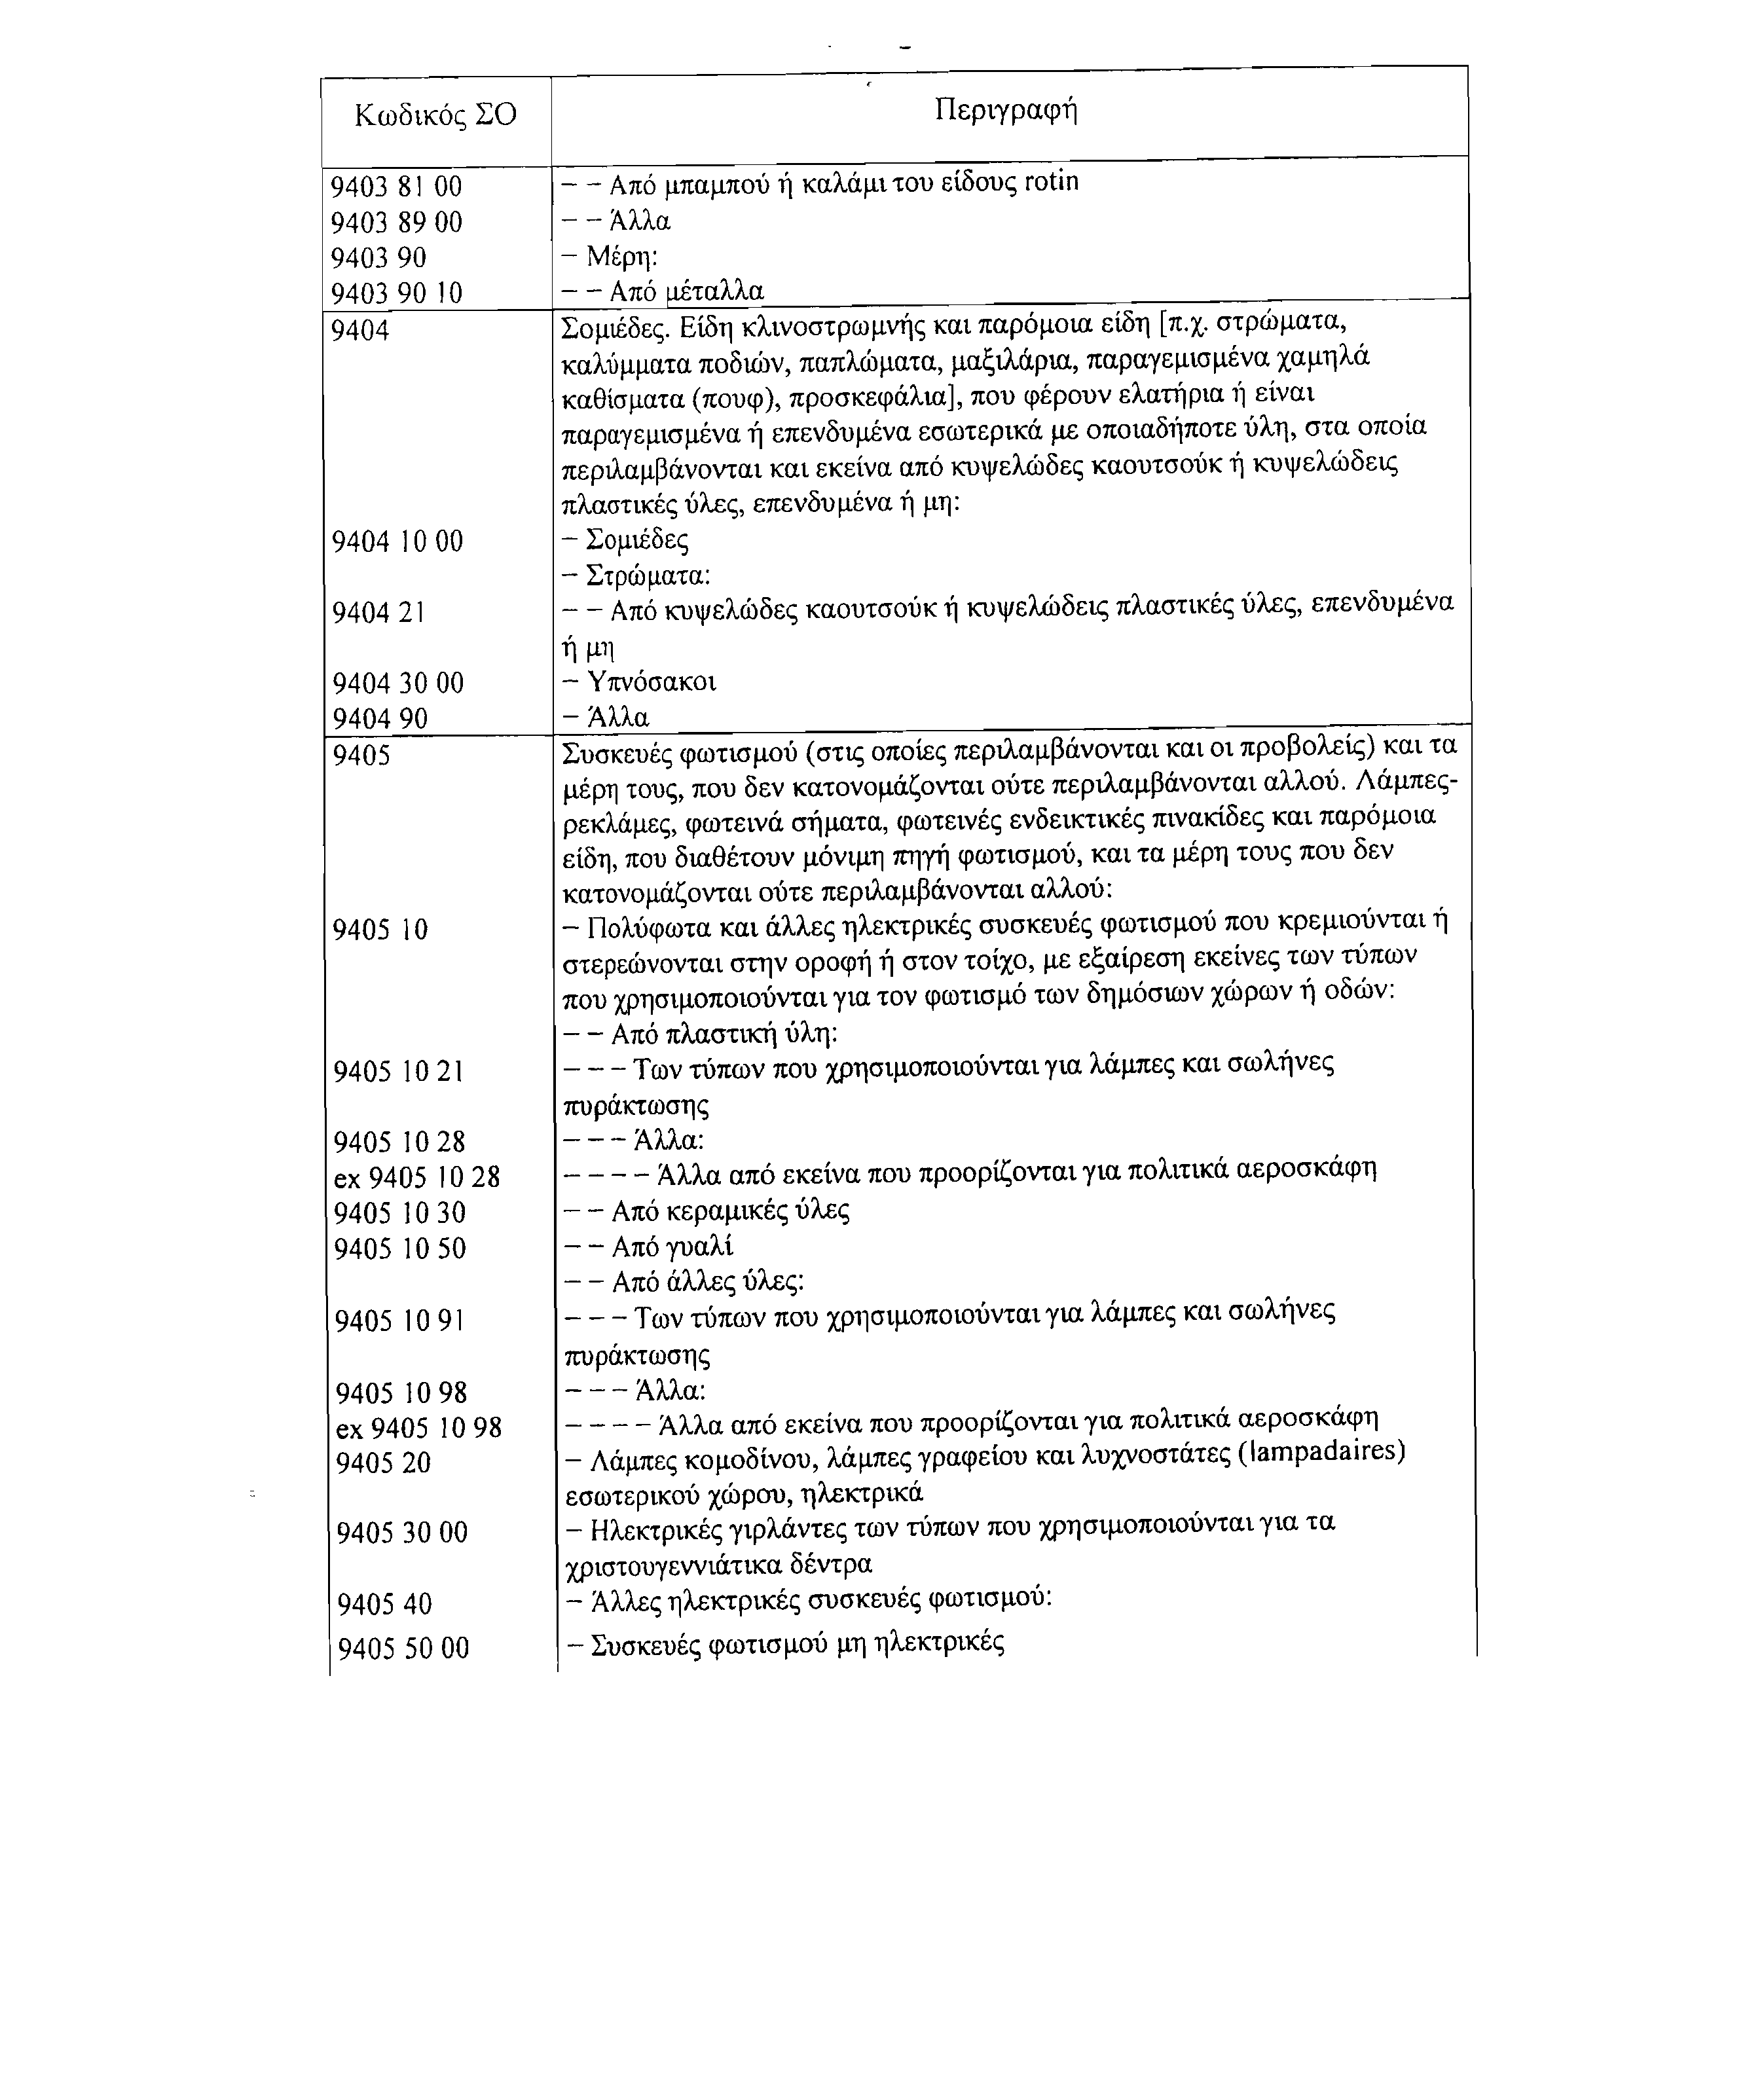 Κωδικός ΣΟ Περιγραφή
9403 81 00 – – Από μπαμπού ή καλάμι του είδους rotin
9403 89 00 – – Άλλα
9403 90 – Μέρη:
9403 90 10 – – Από μέταλλα
9404 Σομιέδες. Είδη κλινοστρωμνής και παρόμοια είδη [π.χ. στρώματα,
καλύμματα ποδιών, παπλώματα, μαξιλάρια, παραγεμισμένα χαμηλά
καθίσματα (πουφ), προσκεφάλια], που φέρουν ελατήρια ή είναι
παραγεμισμένα ή επενδυμένα εσωτερικά με οποιαδήποτε ύλη, στα οποία
περιλαμβάνονται και εκείνα από κυψελώδες καουτσούκ ή κυψελώδεις
πλαστικές ύλες, επενδυμένα ή μη:
9404 10 00 – Σομιέδες
– Στρώματα:
9404 21 – – Από κυψελώδες καουτσούκ ή κυψελώδεις πλαστικές ύλες, επενδυμένα
ή μη
9404 30 00 – Υπνόσακοι
9404 90 – Άλλα
9405 Συσκευές φωτισμού (στις οποίες περιλαμβάνονται και οι προβολείς) και τα
μέρη τους, που δεν κατονομάζονται ούτε περιλαμβάνονται αλλού. Λάμπες-
ρεκλάμες, φωτεινά σήματα, φωτεινές ενδεικτικές πινακίδες και παρόμοια
είδη, που διαθέτουν μόνιμη πηγή φωτισμού, και τα μέρη τους που δεν
κατονομάζονται ούτε περιλαμβάνονται αλλού:
9405 10 – Πολύφωτα και άλλες ηλεκτρικές συσκευές φωτισμού που κρεμιούνται ή
στερεώνονται στην οροφή ή στον τοίχο, με εξαίρεση εκείνες των τύπων
που χρησιμοποιούνται για τον φωτισμό των δημόσιων χώρων ή οδών:
– – Από πλαστική ύλη:
9405 10 21 – – – Των τύπων που χρησιμοποιούνται για λάμπες και σωλήνες
πυράκτωσης
9405 10 28 – – – Άλλα:
ex 9405 10 28 – – – – Άλλα από εκείνα που προορίζονται για πολιτικά αεροσκάφη
9405 10 30 – – Από κεραμικές ύλες
9405 10 50 – – Από γυαλί
– – Από άλλες ύλες:
9405 10 91 – – – Των τύπων που χρησιμοποιούνται για λάμπες και σωλήνες
πυράκτωσης
9405 10 98 – – – Άλλα:
ex 9405 10 98 – – – – Άλλα από εκείνα που προορίζονται για πολιτικά αεροσκάφη
9405 20 – Λάμπες κομοδίνου, λάμπες γραφείου και λυχνοστάτες (lampadaires)
εσωτερικού χώρου, ηλεκτρικά
9405 30 00 – Ηλεκτρικές γιρλάντες των τύπων που χρησιμοποιούνται για τα
χριστουγεννιάτικα δέντρα
9405 40 – Άλλες ηλεκτρικές συσκευές φωτισμού:
9405 50 00 – Συσκευές φωτισμού μη ηλεκτρικές